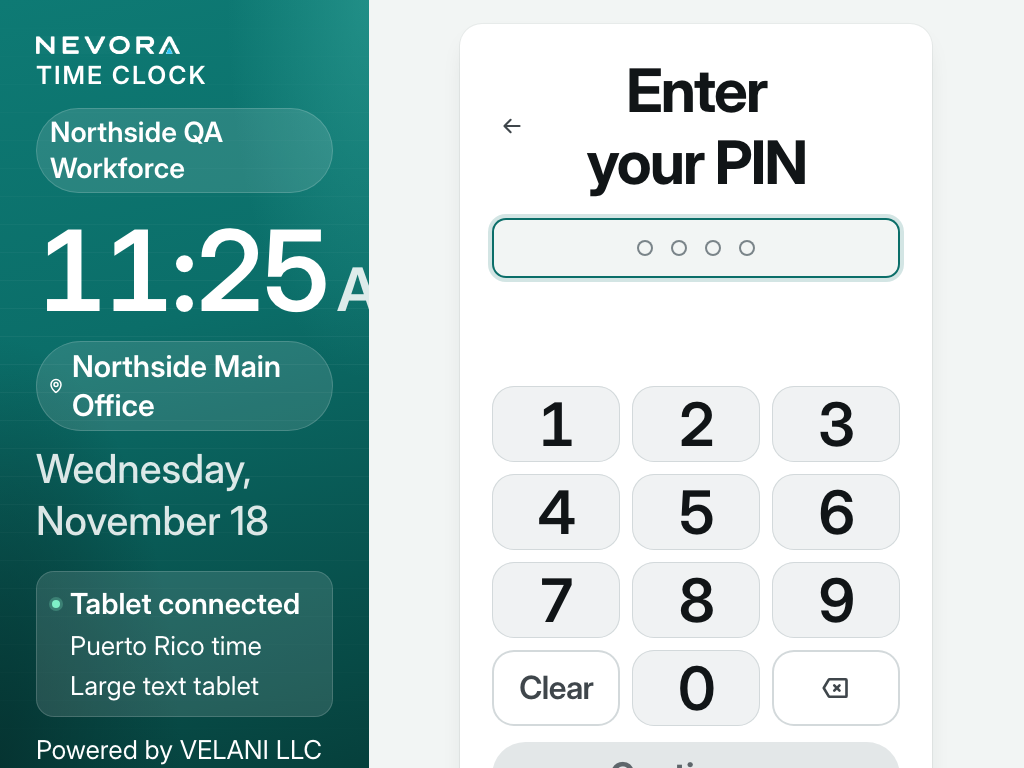 NEVORA
TIME CLOCK
Northside QA
Workforce
11:25
Northside Main
Office
Wednesday,
November 18
Tablet connected
Puerto Rico time
Large text tablet
Powered by VELANI LLC
Enter
your PIN
1 2 3
4 5 6
7 8 9
Clear 0